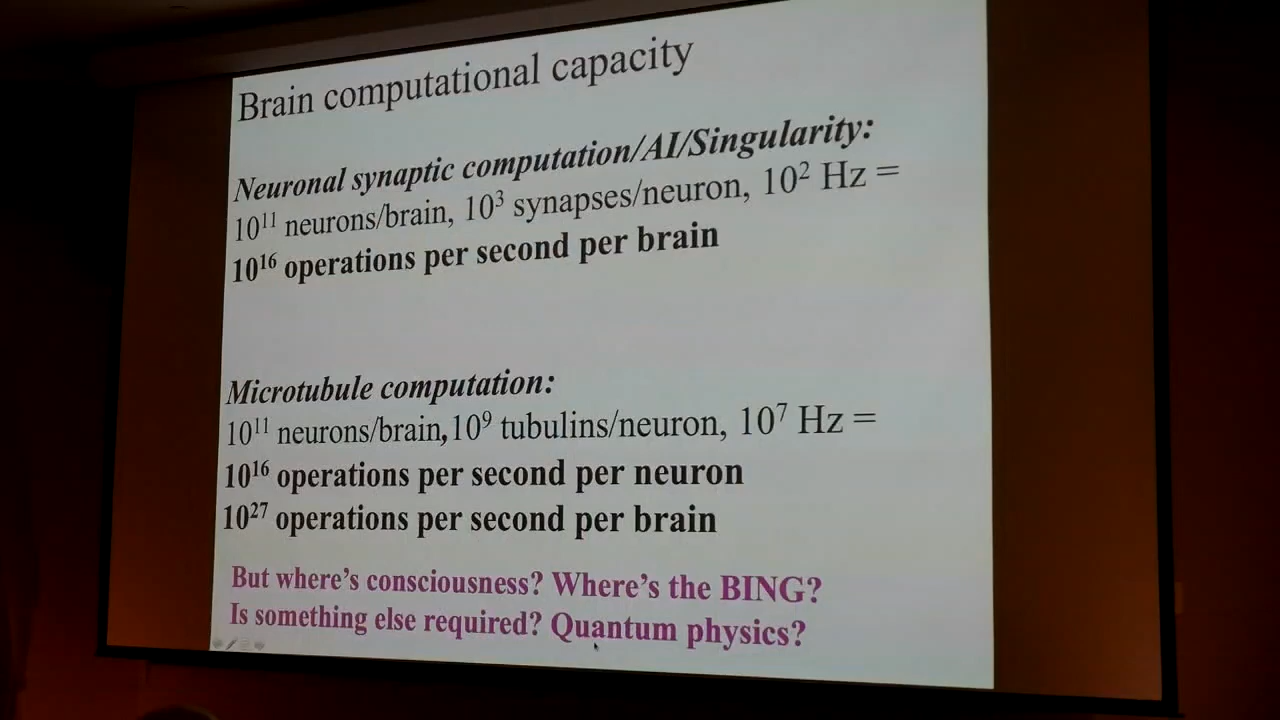 Brain computational capacity
Neuronal synaptic computation/AI/Singularity:
10¹¹ neurons/brain, 10³ synapses/neuron, 10² Hz =
10¹⁶ operations per second per brain
Microtubule computation:
10¹¹ neurons/brain, 10⁹ tubulins/neuron, 10⁷ Hz =
10¹⁶ operations per second per neuron
10²⁷ operations per second per brain
But where's consciousness? Where's the BING?
Is something else required? Quantum physics?